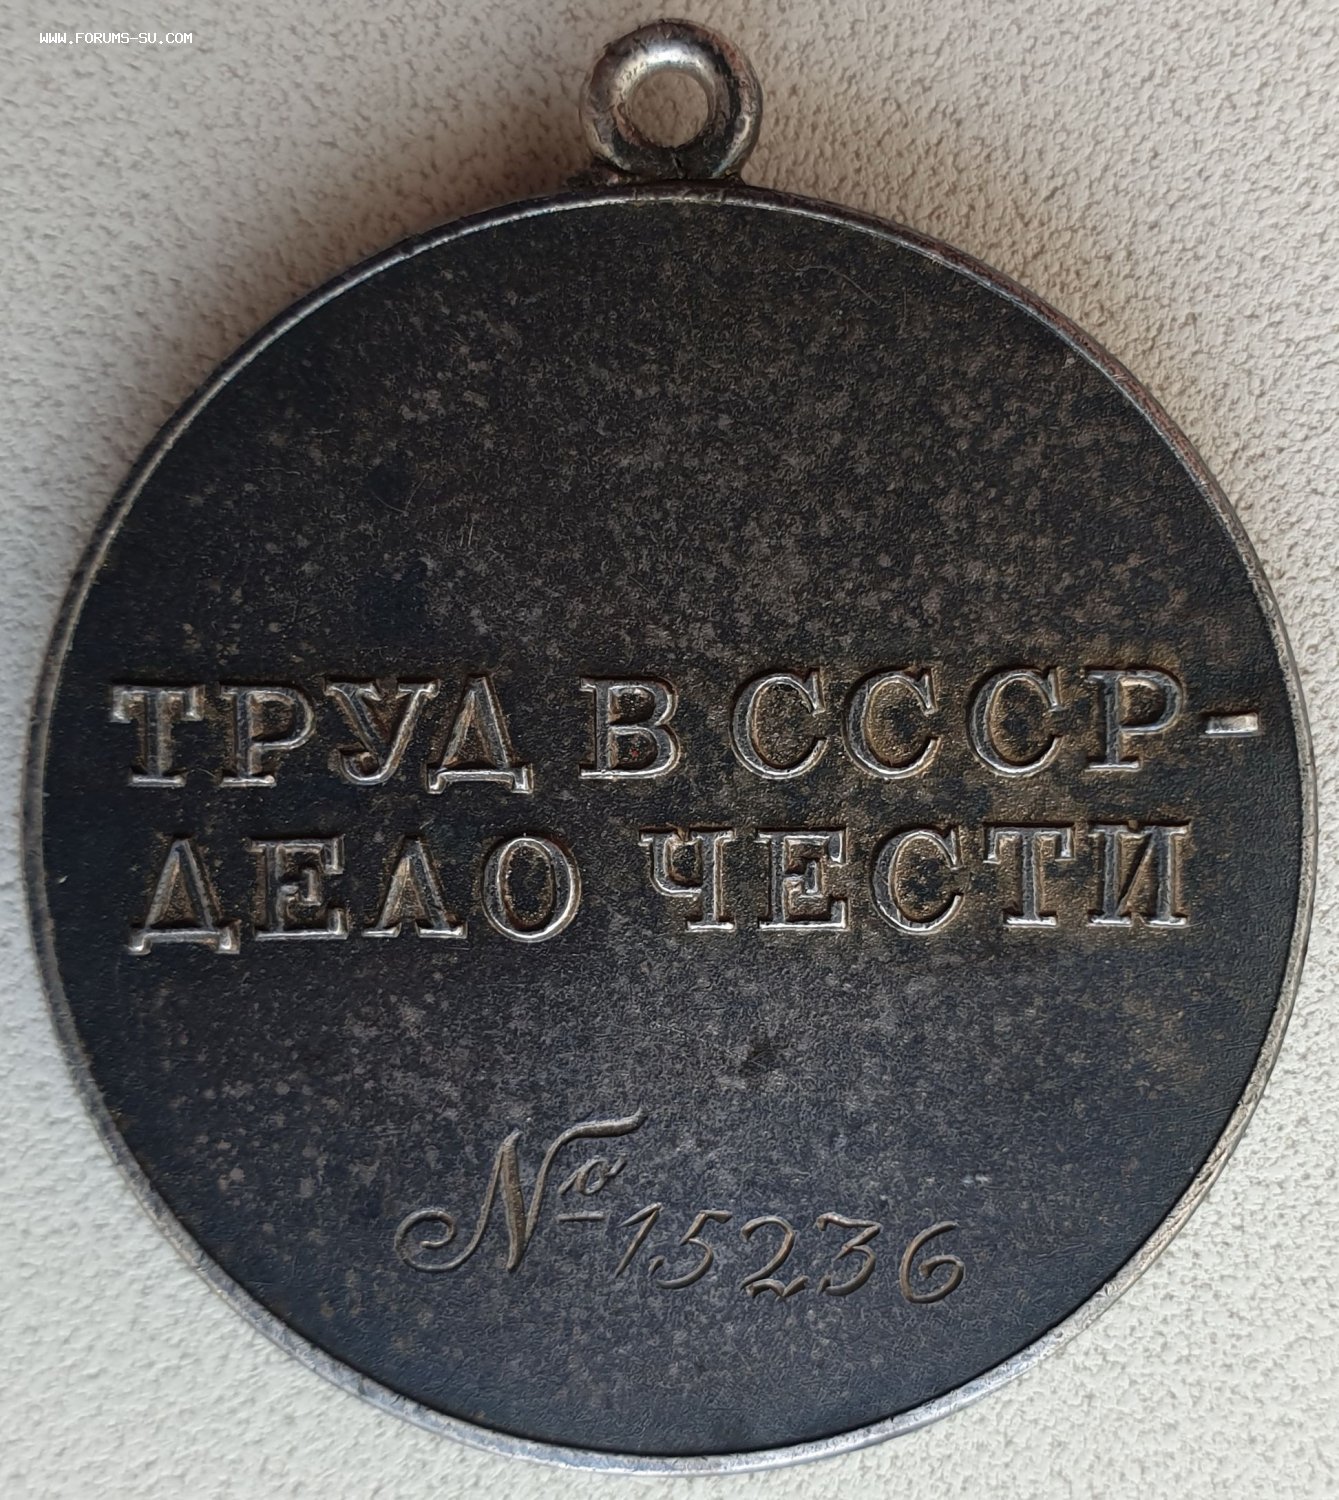 WWW.FORUMS-SU.COM
ТРУД В СССР-
ДЕЛО ЧЕСТИ
№ 15236